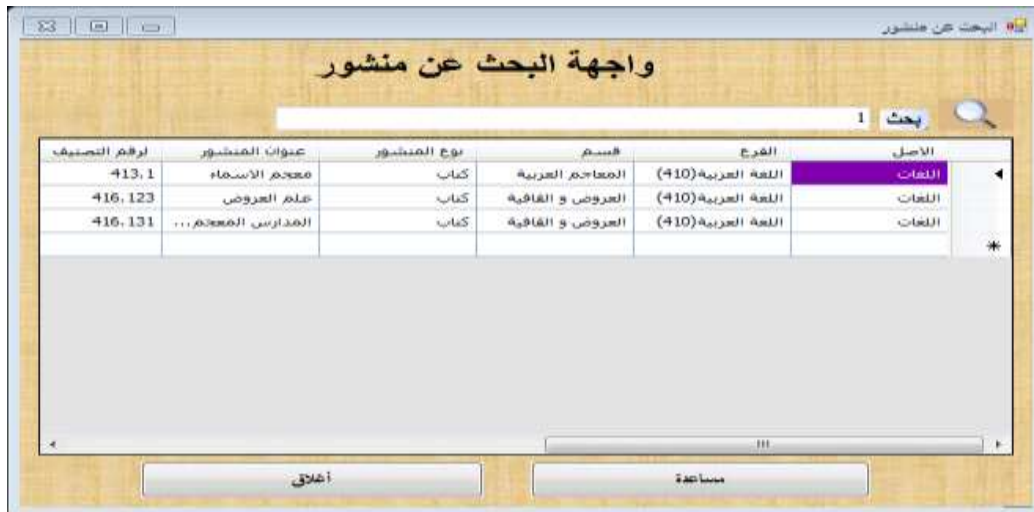 البحث عن منشور
واجهة البحث عن منشور
بحث 1
الاصل الفرع قسم نوع المنشور عنوان المنشور لرقم التصنيف
اللغات اللغة العربية(410) المعاجم العربية كتاب معجم الاسماء 413.1
اللغات اللغة العربية(410) العروض و القافية كتاب علم العروض 416.123
اللغات اللغة العربية(410) العروض و القافية كتاب المدارس المعجم... 416.131
مساعدة أغلاق